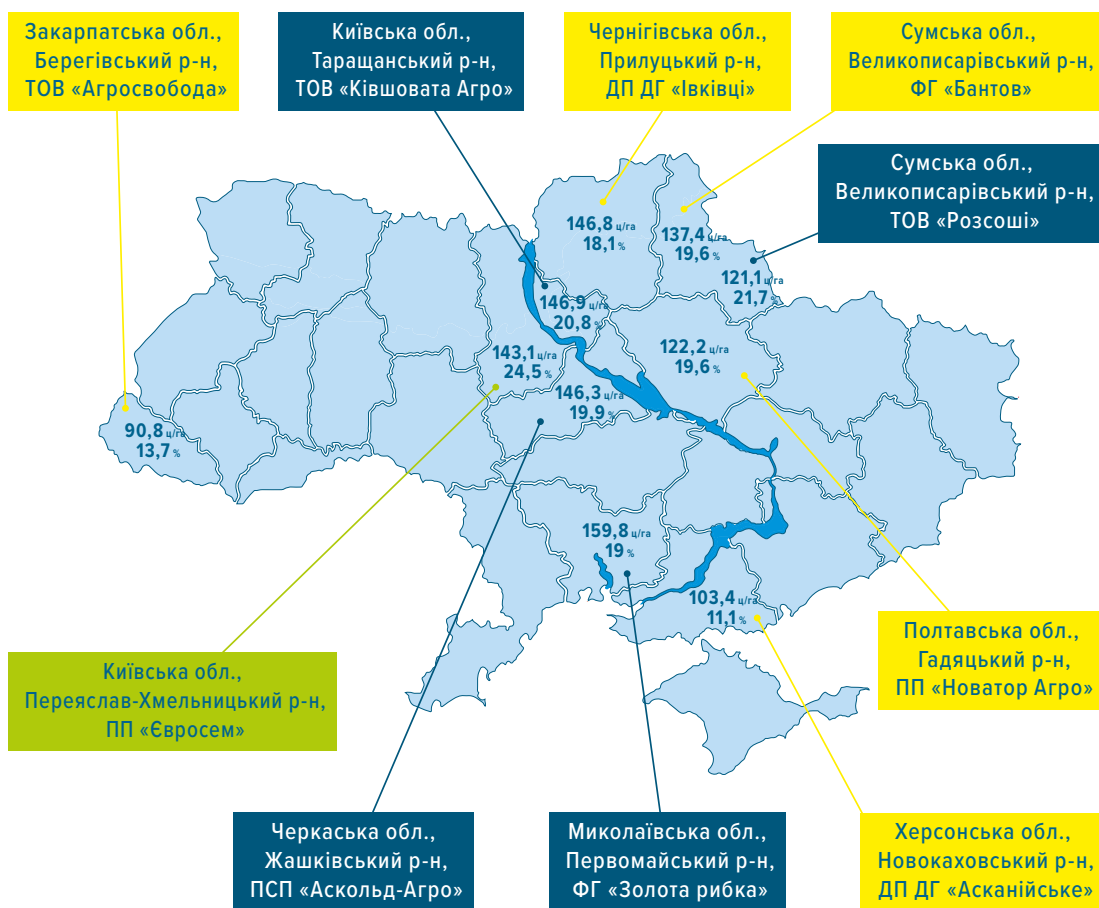 Закарпатська обл.,
Берегівський р-н,
ТОВ «Агросвобода»
Київська обл.,
Таращанський р-н,
ТОВ «Ківшовата Агро»
Чернігівська обл.,
Прилуцький р-н,
ДП ДГ «Івківці»
Сумська обл.,
Великописарівський р-н,
ФГ «Бантов»
Сумська обл.,
Великописарівський р-н,
ТОВ «Розсоші»
146,8 ц/га
18,1 %
137,4 ц/га
19,6 %
121,1 ц/га
21,7 %
146,9 ц/га
20,8 %
143,1 ц/га
24,5 %
122,2 ц/га
19,6 %
146,3 ц/га
19,9 %
90,8 ц/га
13,7 %
159,8 ц/га
19 %
103,4 ц/га
11,1 %
Київська обл.,
Переяслав-Хмельницький р-н,
ПП «Євросем»
Полтавська обл.,
Гадяцький р-н,
ПП «Новатор Агро»
Черкаська обл.,
Жашківський р-н,
ПСП «Аскольд-Агро»
Миколаївська обл.,
Первомайський р-н,
ФГ «Золота рибка»
Херсонська обл.,
Новокаховський р-н,
ДП ДГ «Асканійське»